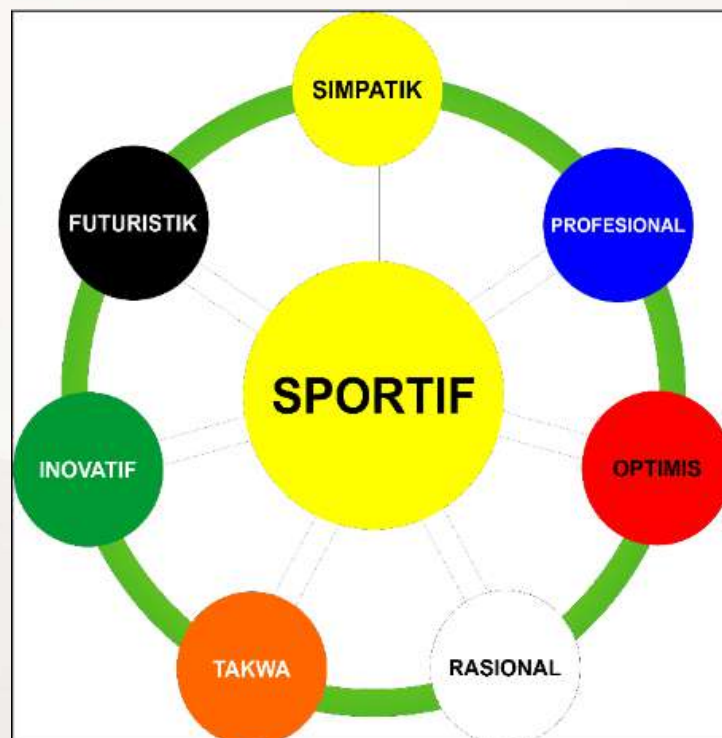 SIMPATIK
PROFESIONAL
OPTIMIS
RASIONAL
TAKWA
INOVATIF
FUTURISTIK
SPORTIF